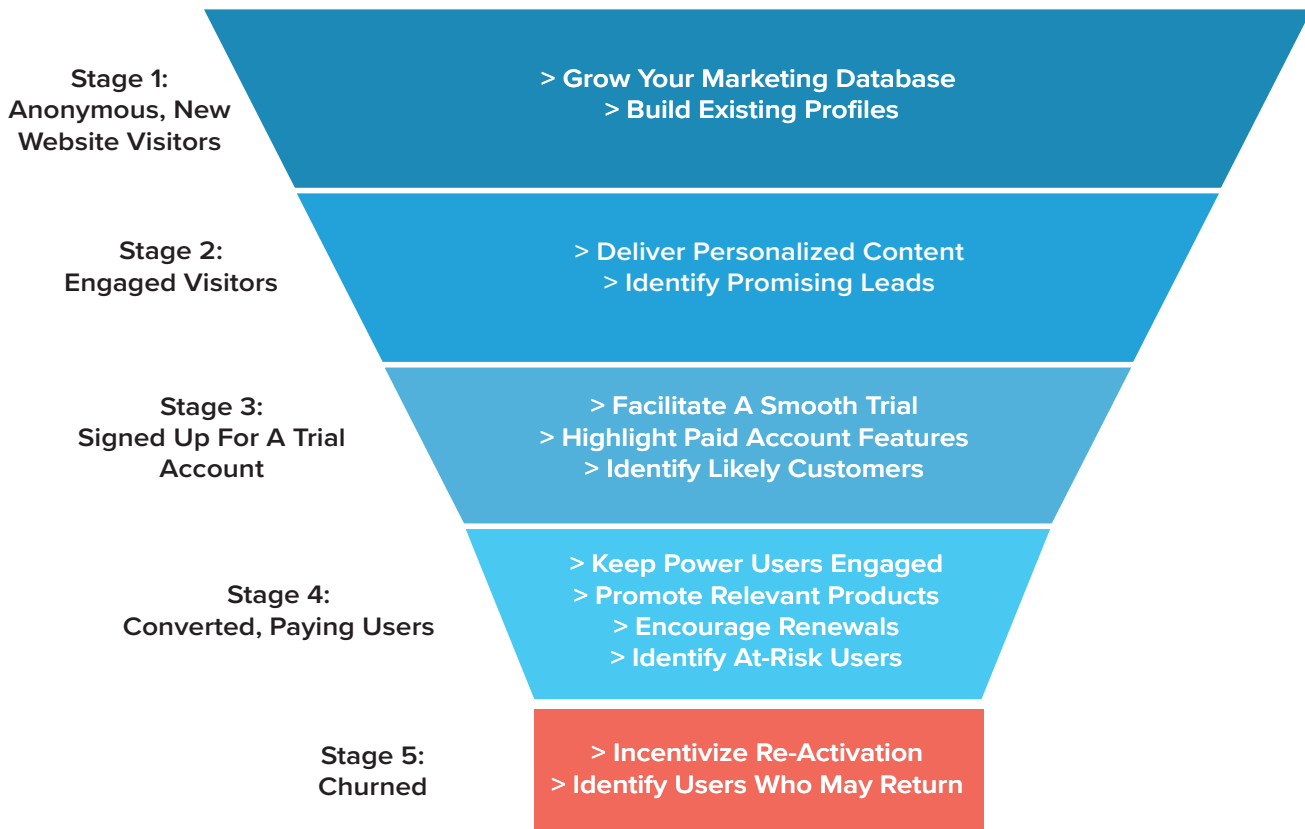 Stage 1:
Anonymous, New
Website Visitors
> Grow Your Marketing Database
> Build Existing Profiles
Stage 2:
Engaged Visitors
> Deliver Personalized Content
> Identify Promising Leads
Stage 3:
Signed Up For A Trial
Account
> Facilitate A Smooth Trial
> Highlight Paid Account Features
> Identify Likely Customers
Stage 4:
Converted, Paying Users
> Keep Power Users Engaged
> Promote Relevant Products
> Encourage Renewals
> Identify At-Risk Users
Stage 5:
Churned
> Incentivize Re-Activation
> Identify Users Who May Return